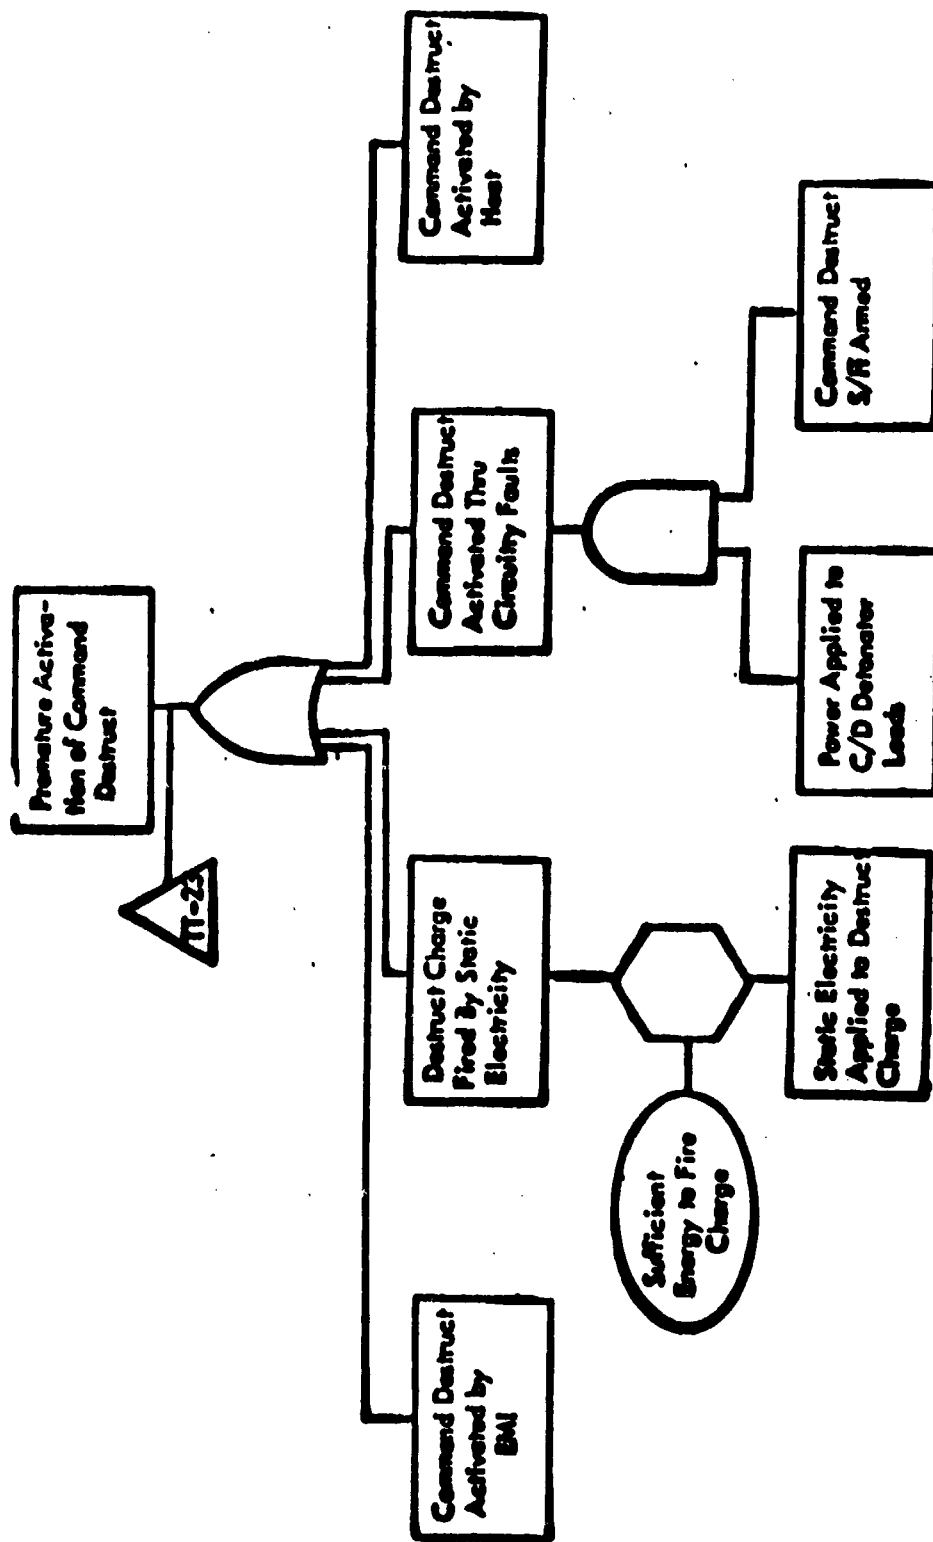 Premature Activa-
tion of Command
Destruct
TT-23
Command Destruct
Activated by
EMI
Destruct Charge
Fired by Static
Electricity
Command Destruct
Activated Thru
Circuitry Faults
Command Destruct
Activated by
Heat
Sufficient
Energy to Fire
Charge
Static Electricity
Applied to Destruct
Charge
Power Applied to
C/D Detonator
Leads
Command Destruct
S/A Armed